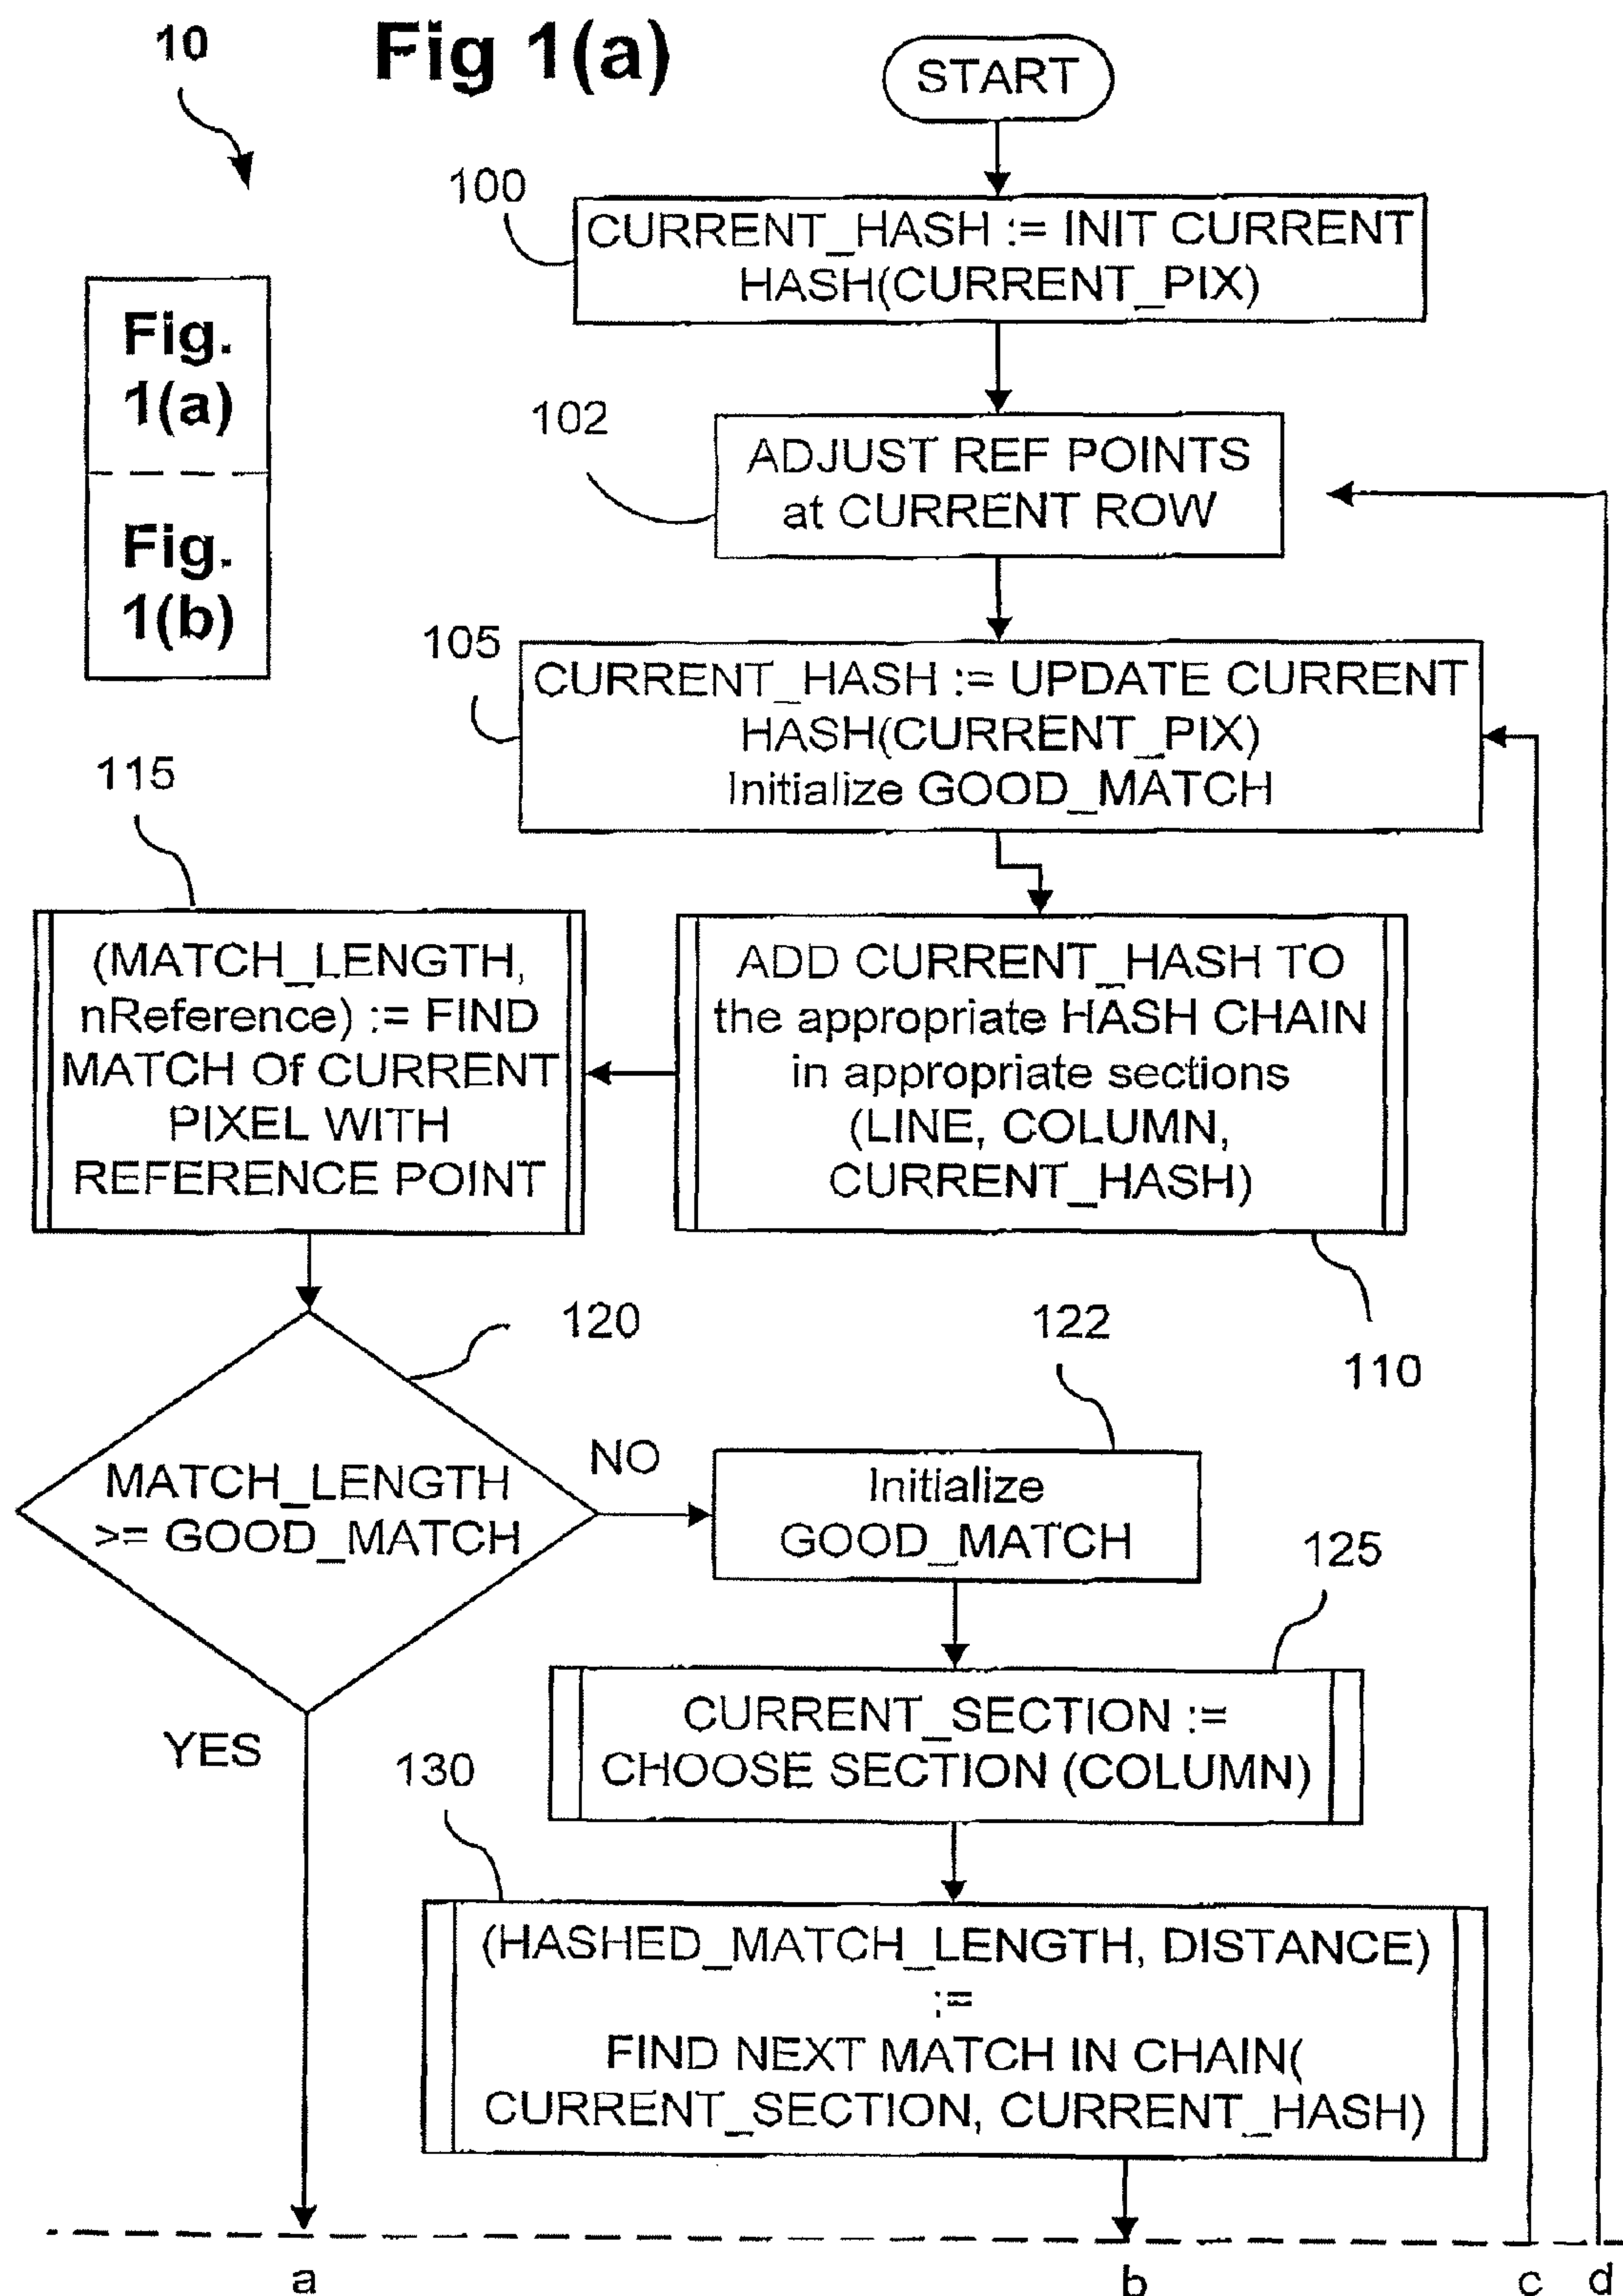 10
Fig 1(a)
START
100
CURRENT_HASH := INIT CURRENT
HASH(CURRENT_PIX)
Fig.
1(a)
Fig.
1(b)
102
ADJUST REF POINTS
at CURRENT ROW
105
CURRENT_HASH := UPDATE CURRENT
HASH(CURRENT_PIX)
Initialize GOOD_MATCH
115
(MATCH_LENGTH,
nReference) := FIND
MATCH Of CURRENT
PIXEL WITH
REFERENCE POINT
ADD CURRENT_HASH TO
the appropriate HASH CHAIN
in appropriate sections
(LINE, COLUMN,
CURRENT_HASH)
110
120
MATCH_LENGTH
>= GOOD_MATCH
NO
122
Initialize
GOOD_MATCH
YES
125
CURRENT_SECTION :=
CHOOSE SECTION (COLUMN)
130
(HASHED_MATCH_LENGTH, DISTANCE)
:=
FIND NEXT MATCH IN CHAIN(
CURRENT_SECTION, CURRENT_HASH)
a
b
c
d